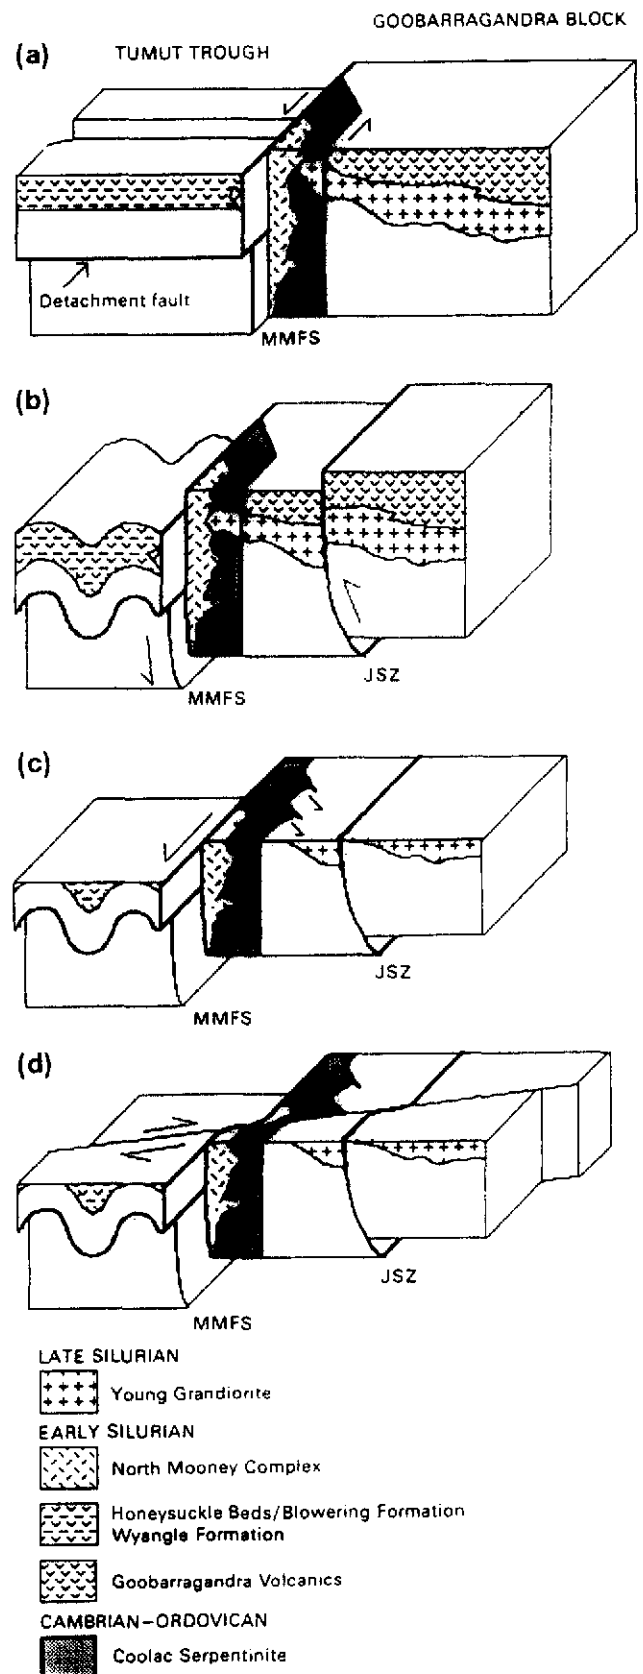 GOOBARRAGANDRA BLOCK
(a)
TUMUT TROUGH
Detachment fault
MMFS
(b)
MMFS
JSZ
(c)
JSZ
MMFS
(d)
JSZ
MMFS
LATE SILURIAN
Young Grandiorite
EARLY SILURIAN
North Mooney Complex
Honeysuckle Beds/Blowering Formation
Wyangle Formation
Goobarragandra Volcanics
CAMBRIAN-ORDOVICAN
Coolac Serpentinite